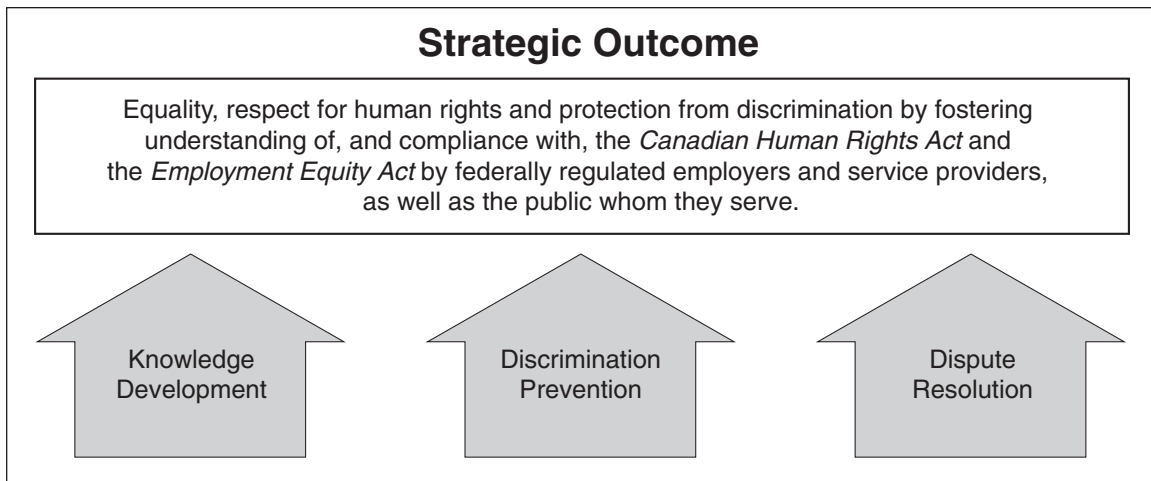 Strategic Outcome
Equality, respect for human rights and protection from discrimination by fostering
understanding of, and compliance with, the Canadian Human Rights Act and
the Employment Equity Act by federally regulated employers and service providers,
as well as the public whom they serve.
Knowledge
Development
Discrimination
Prevention
Dispute
Resolution